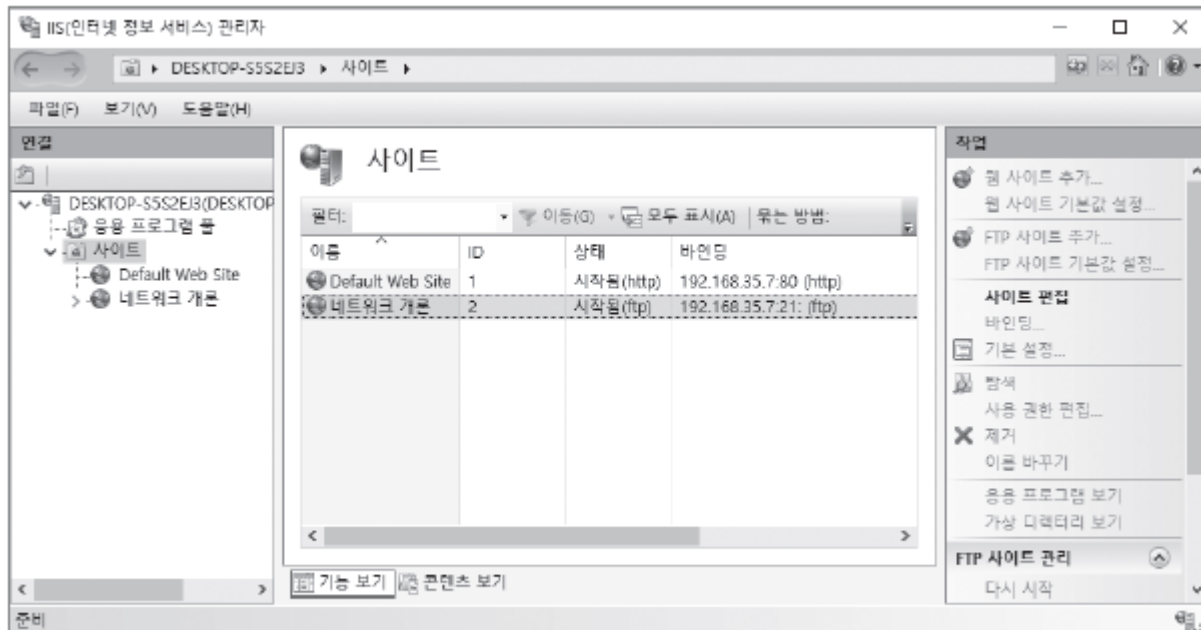 IIS(인터넷 정보 서비스) 관리자
DESKTOP-S5S2EJ3 ▸ 사이트 ▸
파일(F) 보기(V) 도움말(H)
연결
DESKTOP-S5S2EJ3(DESKTOP
응용 프로그램 풀
사이트
Default Web Site
네트워크 개론
사이트
필터: 이동(G) 모두 표시(A) 묶는 방법:
이름 ID 상태 바인딩
Default Web Site 1 시작됨(http) 192.168.35.7:80 (http)
네트워크 개론 2 시작됨(ftp) 192.168.35.7:21: (ftp)
기능 보기 콘텐츠 보기
작업
웹 사이트 추가...
웹 사이트 기본값 설정...
FTP 사이트 추가...
FTP 사이트 기본값 설정...
사이트 편집
바인딩...
기본 설정...
탐색
사용 권한 편집...
제거
이름 바꾸기
응용 프로그램 보기
가상 디렉터리 보기
FTP 사이트 관리
다시 시작
준비